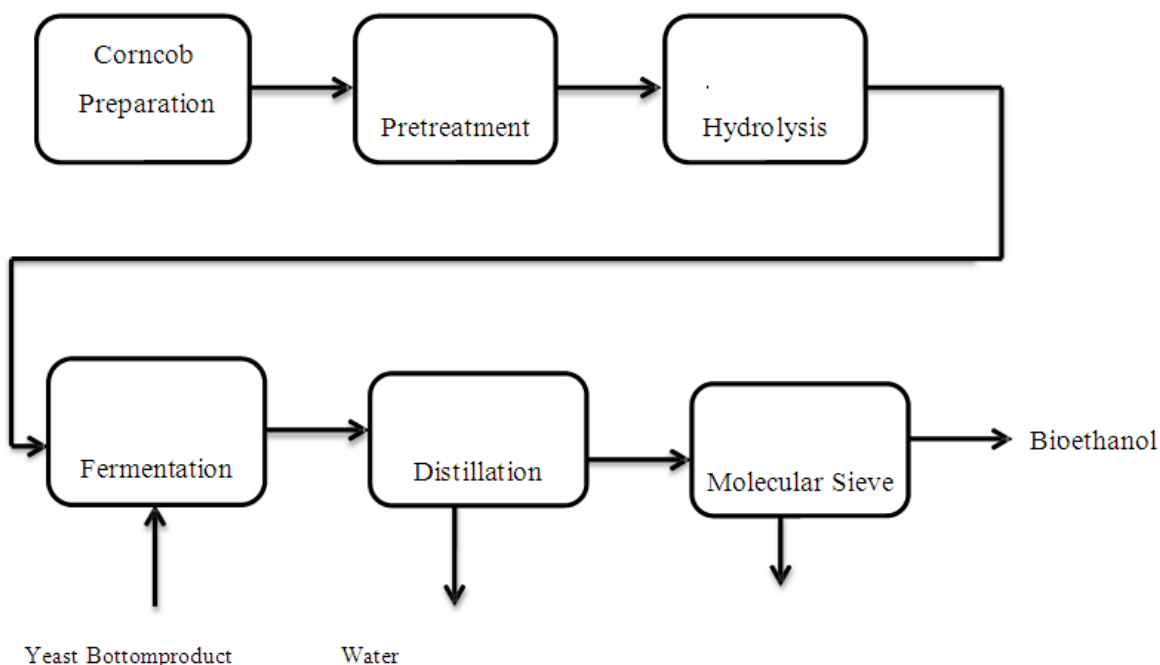 Corncob
Preparation
Pretreatment
Hydrolysis
Fermentation
Distillation
Molecular Sieve
Bioethanol
Yeast Bottomproduct
Water